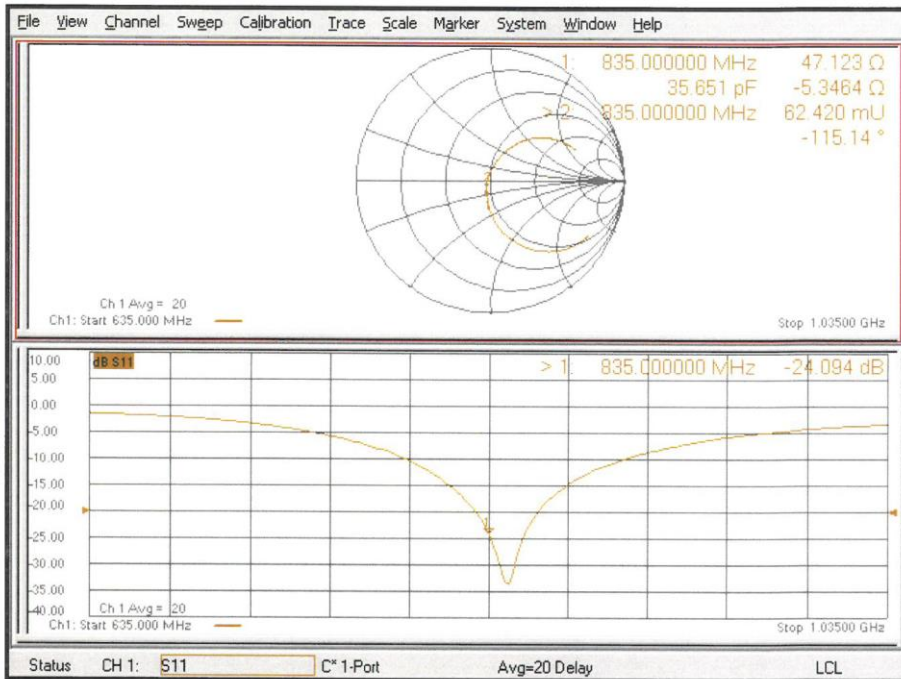 File View Channel Sweep Calibration Trace Scale Marker System Window Help
1: 835.000000 MHz 47.123 Ω
35.651 pF -5.3464 Ω
> 2: 835.000000 MHz 62.420 mU
-115.14 °
Ch 1 Avg = 20
Ch1: Start 635.000 MHz
Stop 1.03500 GHz
10.00
dB S11
> 1: 835.000000 MHz -24.094 dB
5.00
0.00
-5.00
-10.00
-15.00
-20.00
-25.00
1
-30.00
-35.00
-40.00
Ch 1 Avg = 20
Ch1: Start 635.000 MHz
Stop 1.03500 GHz
Status CH 1: S11 C* 1-Port Avg=20 Delay LCL